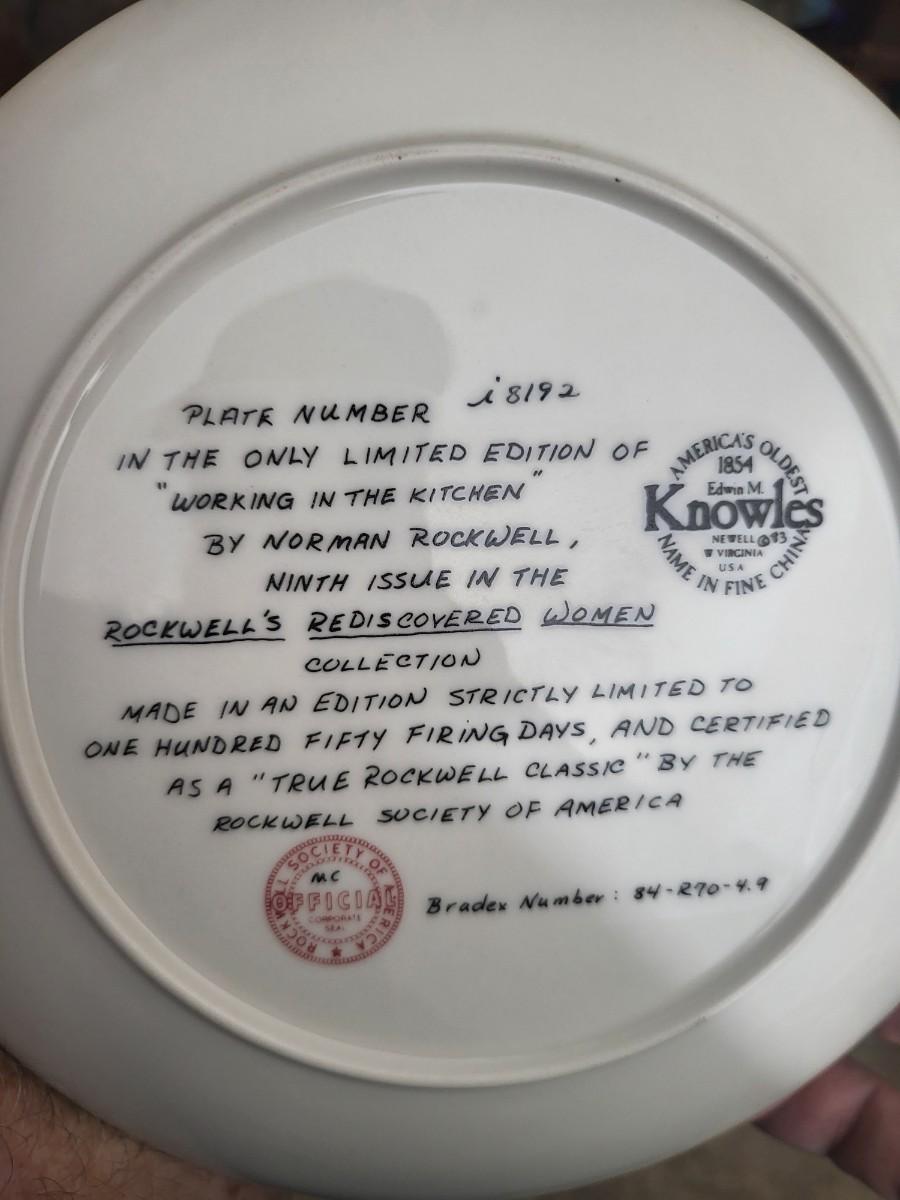 PLATE NUMBER i8192
IN THE ONLY LIMITED EDITION OF
"WORKING IN THE KITCHEN"
BY NORMAN ROCKWELL,
NINTH ISSUE IN THE
ROCKWELL'S REDISCOVERED WOMEN
COLLECTION
MADE IN AN EDITION STRICTLY LIMITED TO
ONE HUNDRED FIFTY FIRING DAYS, AND CERTIFIED
AS A "TRUE ROCKWELL CLASSIC" BY THE
ROCKWELL SOCIETY OF AMERICA
AMERICA'S OLDEST
1854
Edwin M.
Knowles
NEWELL © 83
W VIRGINIA
USA
NAME IN FINE CHINA
ROCKWELL SOCIETY OF AMERICA
MC
OFFICIAL
CORPORATE
SEAL
Bradex Number: 84-R70-4.9